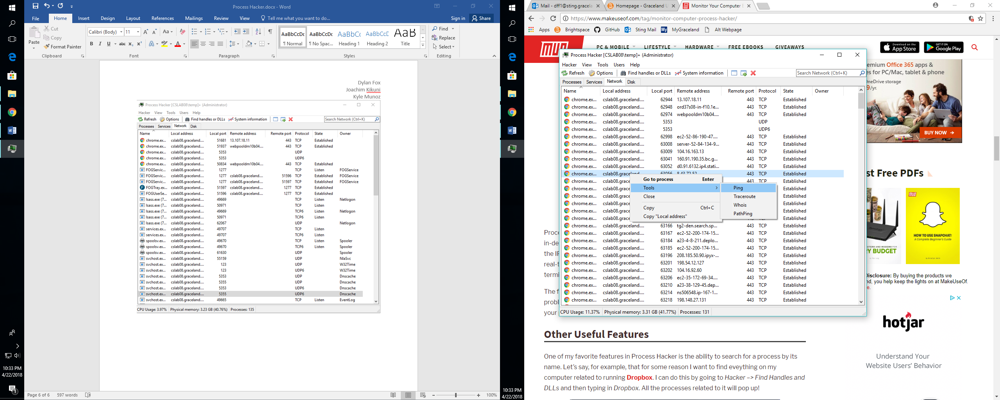 Process Hacker.docx - Word
File Home Insert Design Layout References Mailings Review View Tell me what you want to do...
Sign in Share
Paste
Cut
Copy
Format Painter
Clipboard
Calibri (Body) 11
Font
Paragraph
AaBbCcDc AaBbCcDc AaBbC AaBbCcD AaB
¶ Normal ¶ No Spac... Heading 1 Heading 2 Title
Styles
Find
Replace
Select
Editing
Dylan Fox
Joachim Kikuni
Kyle Munoz
Process Hacker [CSLAB08\temp]+ (Administrator)
Hacker View Tools Users Help
Refresh Options Find handles or DLLs System information Search Network (Ctrl+K)
Processes Services Network Disk
Name Local address Local port Remote address Remote port Protocol State Owner
chrome.ex... cslab08.graceland.... 51681 13.107.18.11 443 TCP Established
chrome.ex... cslab08.graceland.... 51937 webpooldm10b04.... 443 TCP Established
chrome.ex... cslab08.graceland.... 5353 UDP
chrome.ex... cslab08.graceland.... 5353 UDP6
chrome.ex... cslab08.graceland.... 50834 webpooldm10b04.... 443 TCP Established
FOGServic... cslab08.graceland.... 1277 TCP Listen FOGService
FOGServic... cslab08.graceland.... 1277 cslab08.graceland.... 51596 TCP Established FOGService
FOGServic... cslab08.graceland.... 1277 cslab08.graceland.... 51597 TCP Established FOGService
FOGTray.ex... cslab08.graceland.... 51597 cslab08.graceland.... 1277 TCP Established
FOGUserSe... cslab08.graceland.... 51596 cslab08.graceland.... 1277 TCP Established
lsass.exe (7... cslab08.graceland.... 49669 TCP Listen Netlogon
lsass.exe (7... cslab08.graceland.... 50971 TCP Listen
lsass.exe (7... cslab08.graceland.... 49669 TCP6 Listen Netlogon
lsass.exe (7... cslab08.graceland.... 50971 TCP6 Listen
lsass.exe (7... cslab08.graceland.... 62067 UDP Netlogon
services.ex... cslab08.graceland.... 49707 TCP Listen
services.ex... cslab08.graceland.... 49707 TCP6 Listen
spoolsv.ex... cslab08.graceland.... 49670 TCP Listen Spooler
spoolsv.ex... cslab08.graceland.... 49670 TCP6 Listen Spooler
spoolsv.ex... cslab08.graceland.... 61630 UDP Spooler
svchost.ex... cslab08.graceland.... 55159 UDP NlaSvc
svchost.ex... cslab08.graceland.... 123 UDP W32Time
svchost.ex... cslab08.graceland.... 123 UDP6 W32Time
svchost.ex... cslab08.graceland.... 5353 UDP Dnscache
svchost.ex... cslab08.graceland.... 5355 UDP Dnscache
svchost.ex... cslab08.graceland.... 5353 UDP6 Dnscache
svchost.ex... cslab08.graceland.... 5355 UDP6 Dnscache
svchost.ex... cslab08.graceland.... 49665 TCP Listen EventLog
CPU Usage: 3.97% Physical memory: 3.23 GB (40.76%) Processes: 135
Page 6 of 6 597 words 100%
10:33 PM
4/22/2018
1
10:33 PM
4/22/2018
Mail - dff1@sting.gracela Homepage - Graceland U Monitor Your Computer E
https://www.makeuseof.com/tag/monitor-computer-process-hacker/
Apps Brightspace GitHub Sting Mail My MyGraceland Alt Webpage
MUO PC & MOBILE LIFESTYLE HARDWARE FREE EBOOKS GIVEAWAYS
Download on the App Store
GET IT ON Google Play
Process Hacker [CSLAB08\temp]+ (Administrator)
Hacker View Tools Users Help
Refresh Options Find handles or DLLs System information Search Network (Ctrl+K)
Processes Services Network Disk
Name Local address Local port Remote address Remote port Protocol State Owner
chrome.ex... cslab08.graceland.... 62944 13.107.18.11 443 TCP Established
chrome.ex... cslab08.graceland.... 62948 ord37s08-in-f10.1e... 443 TCP Established
chrome.ex... cslab08.graceland.... 62974 webpooldm10b04.... 443 TCP Established
chrome.ex... cslab08.graceland.... 5353 UDP
chrome.ex... cslab08.graceland.... 5353 UDP6
chrome.ex... cslab08.graceland.... 62998 ec2-52-86-190-47.... 443 TCP Established
chrome.ex... cslab08.graceland.... 63008 server-52-84-134-9... 443 TCP Established
chrome.ex... cslab08.graceland.... 63009 104.16.163.13 443 TCP Established
chrome.ex... cslab08.graceland.... 63041 160.91.190.35.bc.g... 443 TCP Established
chrome.ex... cslab08.graceland.... 63052 d0.91.6132.ip4.stati... 443 TCP Established
chrome.ex... cslab08.graceland 63056 8.43.72.52 443 TCP Established
chrome.ex... cslab08.gr 443 TCP Established
chrome.ex... cslab08.gr Established
chrome.ex... cslab08.gr Established
chrome.ex... cslab08.gr Established
chrome.ex... cslab08.gr Established
chrome.ex... cslab08.gr 443 TCP Established
chrome.ex... cslab08.graceland.... 63166 tg2-den.search.sp... 443 TCP Established
chrome.ex... cslab08.graceland.... 63167 ec2-52-200-174-15... 443 TCP Established
chrome.ex... cslab08.graceland.... 63184 a23-4-8-211.deplo... 443 TCP Established
chrome.ex... cslab08.graceland.... 63185 ec2-52-200-174-15... 443 TCP Established
chrome.ex... cslab08.graceland.... 63196 208.185.50.90.ipyx-... 443 TCP Established
chrome.ex... cslab08.graceland.... 63201 198.54.12.127 443 TCP Established
chrome.ex... cslab08.graceland.... 63202 104.16.92.60 443 TCP Established
chrome.ex... cslab08.graceland.... 63206 ec2-35-172-69-34.... 443 TCP Established
chrome.ex... cslab08.graceland.... 63210 a23-38-129-45.dep... 443 TCP Established
chrome.ex... cslab08.graceland.... 63214 ns506548.ip-167-1... 443 TCP Established
chrome.ex... cslab08.graceland.... 63218 198.148.27.131 443 TCP Established
CPU Usage: 11.37% Physical memory: 3.31 GB (41.77%) Processes: 131
Go to process Enter
Tools
Close
Copy Ctrl+C
Copy "Local address"
Ping
Traceroute
Whois
PathPing
emium Office 365 apps &
es for PC/Mac, tablet & phone
OneDrive storage
9/yr.
BUY NOW
st Free PDFs
MUO
HOW TO USE SNAPCHAT:
A Complete Beginner's Guide
UTERS AND MODEMS FOR
RY BUDGET
Disclosure: By buying the products we
nd, you help keep the lights on at MakeUseOf.
e.
hotjar
Understand Your
Website Users' Behavior
Proce
in-de
the IP
real-t
termi
The f
probl
your
Other Useful Features
One of my favorite features in Process Hacker is the ability to search for a process by its
name. Let's say, for example, that for some reason I want to find eveything on my
computer related to running Dropbox. I can do this by going to Hacker –> Find Handles and
DLLs and then typing in Dropbox. All the processes related to it will pop up!